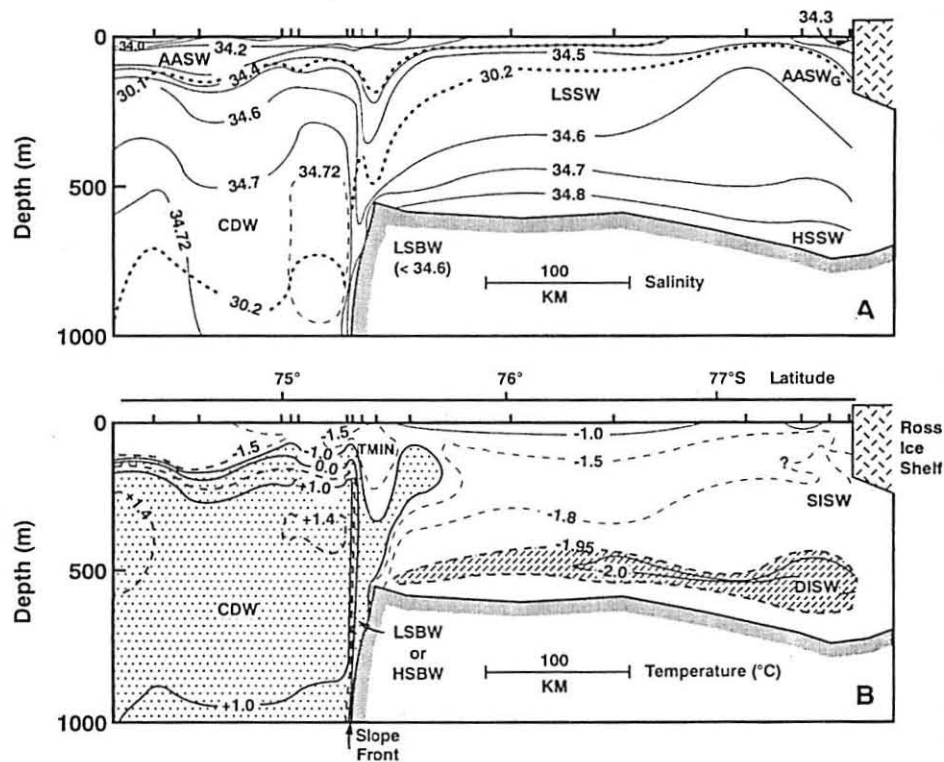 34.3
0
34.0
34.2
AASW
34.4
34.5
30.2
AASWG
30.1
LSSW
34.6
34.6
34.72
34.7
34.7
500
34.8
CDW
HSSW
34.72
LSBW
(< 34.6)
100
KM
Salinity
30.2
A
1000
Depth (m)
75°
76°
77°S
Latitude
0
-1.5
-1.5
-1.0
TMIN
-1.0
0.0
-1.5
+1.0
?
Ross
Ice
Shelf
+1.4
+1.4
SISW
-1.8
-1.95
500
-2.0
DISW
CDW
LSBW
or
HSBW
100
KM
Temperature (°C)
+1.0
B
1000
Depth (m)
Slope
Front